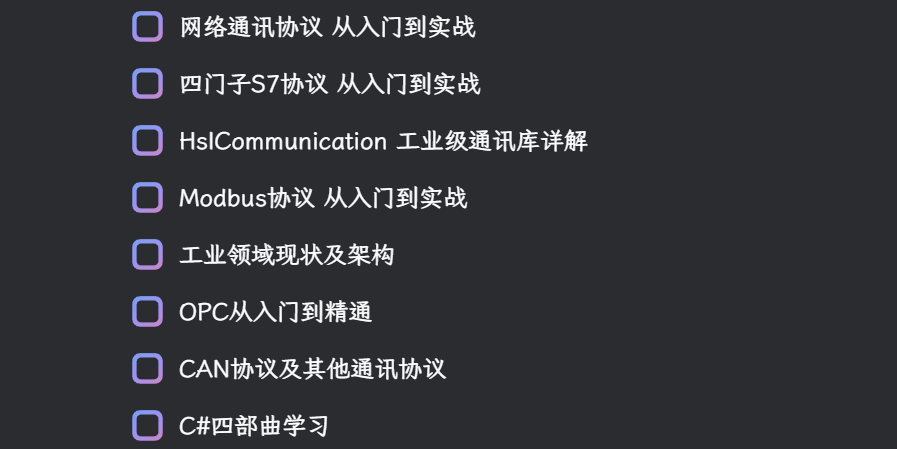 网络通讯协议 从入门到实战
四门子S7协议 从入门到实战
HslCommunication 工业级通讯库详解
Modbus协议 从入门到实战
工业领域现状及架构
OPC从入门到精通
CAN协议及其他通讯协议
C#四部曲学习